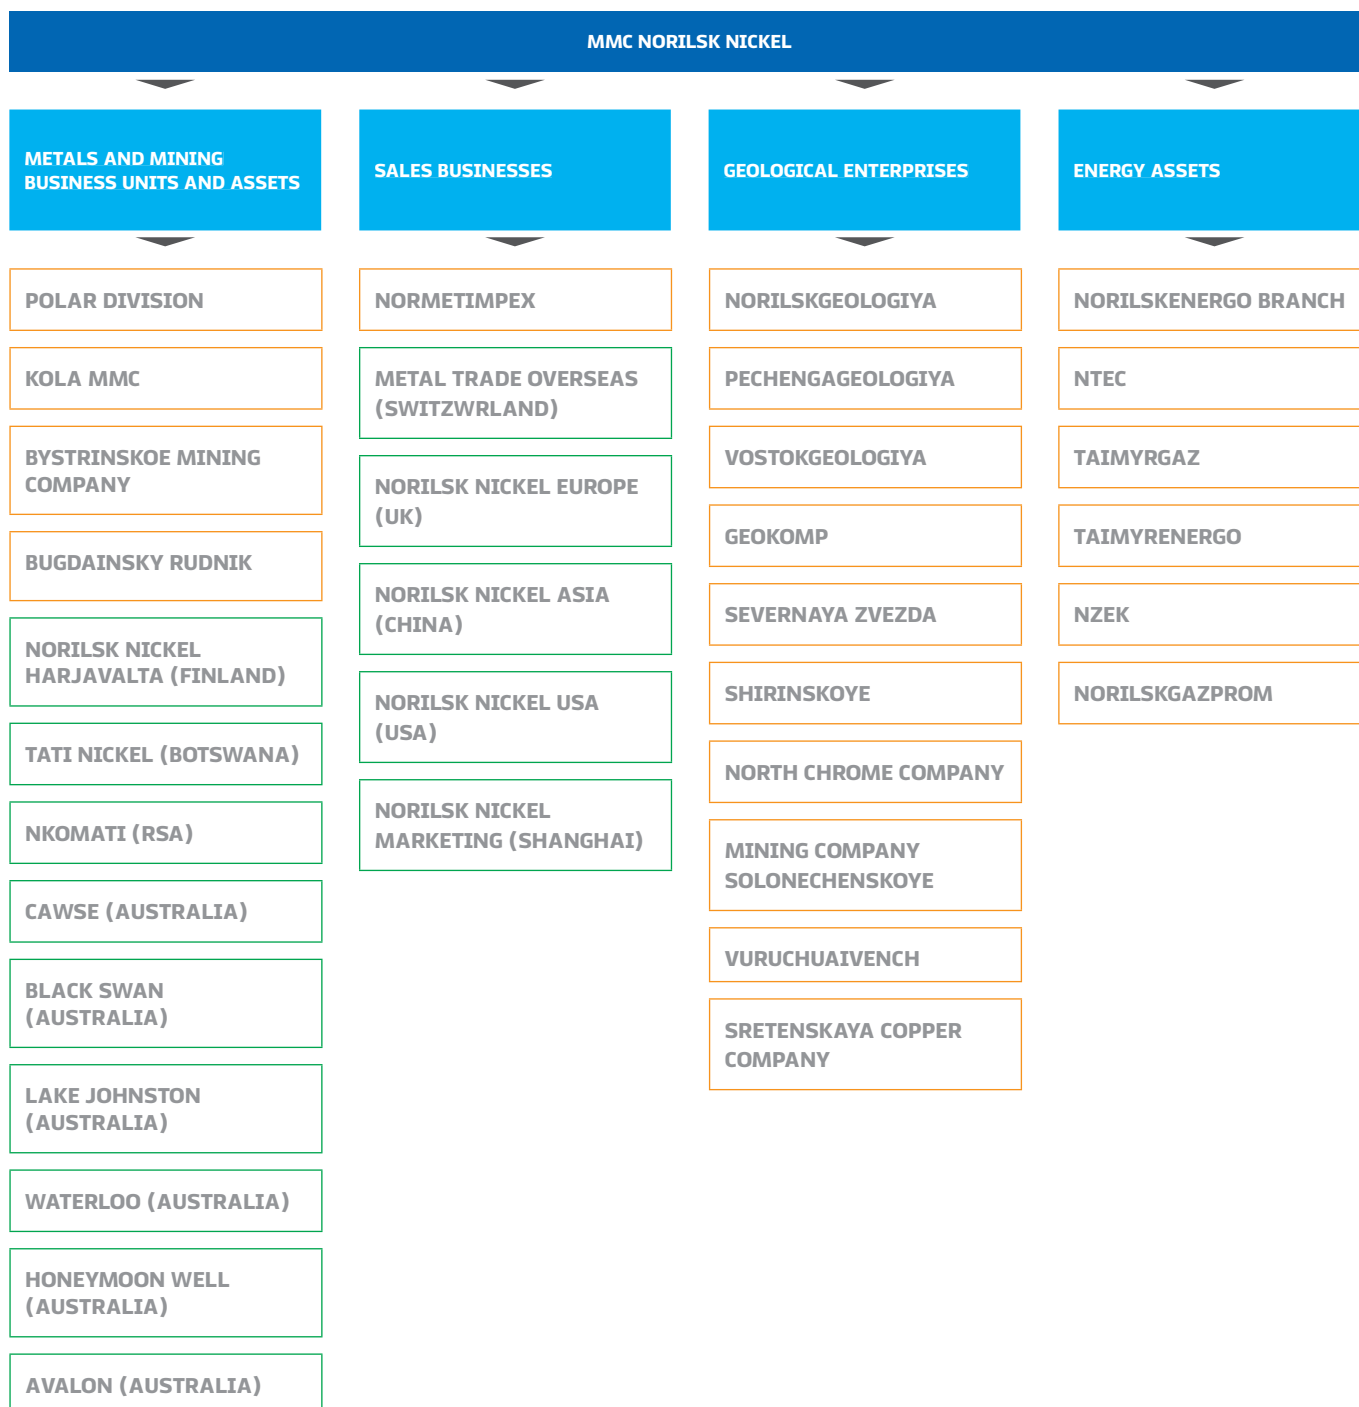 MMC NORILSK NICKEL
METALS AND MINING
BUSINESS UNITS AND ASSETS
POLAR DIVISION
KOLA MMC
BYSTRINSKOE MINING
COMPANY
BUGDAINSKY RUDNIK
NORILSK NICKEL
HARJAVALTA (FINLAND)
TATI NICKEL (BOTSWANA)
NKOMATI (RSA)
CAWSE (AUSTRALIA)
BLACK SWAN
(AUSTRALIA)
LAKE JOHNSTON
(AUSTRALIA)
WATERLOO (AUSTRALIA)
HONEYMOON WELL
(AUSTRALIA)
AVALON (AUSTRALIA)
SALES BUSINESSES
NORMETIMPEX
METAL TRADE OVERSEAS
(SWITZWRLAND)
NORILSK NICKEL EUROPE
(UK)
NORILSK NICKEL ASIA
(CHINA)
NORILSK NICKEL USA
(USA)
NORILSK NICKEL
MARKETING (SHANGHAI)
GEOLOGICAL ENTERPRISES
NORILSKGEOLOGIYA
PECHENGAGEOLOGIYA
VOSTOKGEOLOGIYA
GEOKOMP
SEVERNAYA ZVEZDA
SHIRINSKOYE
NORTH CHROME COMPANY
MINING COMPANY
SOLONECHENSKOYE
VURUCHUAIVENCH
SRETENSKAYA COPPER
COMPANY
ENERGY ASSETS
NORILSKENERGO BRANCH
NTEC
TAIMYRGAZ
TAIMYRENERGO
NZEK
NORILSKGAZPROM